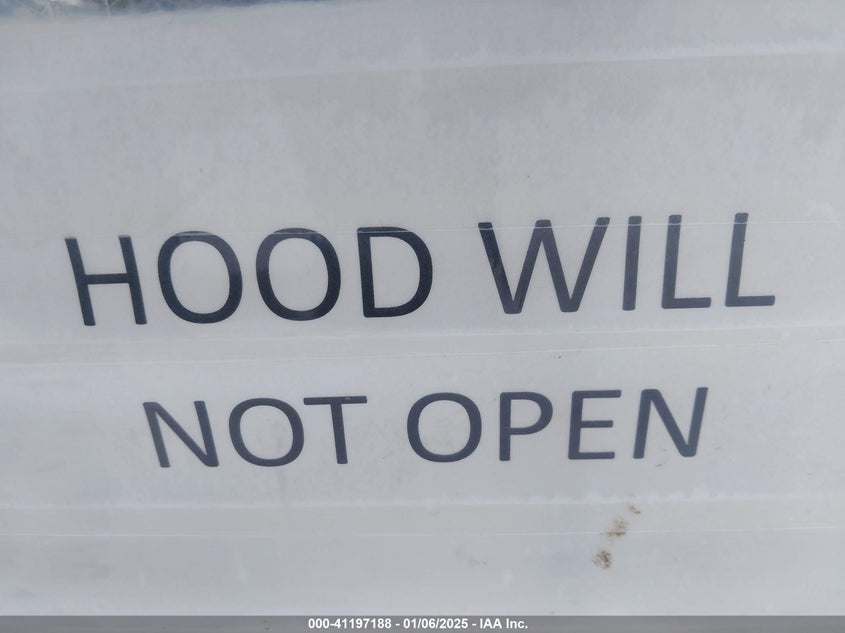 HOOD WILL
NOT OPEN
000-41197188 - 01/06/2025 - IAA Inc.